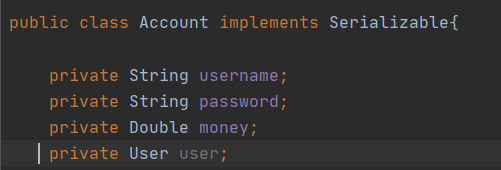 public class Account implements Serializable{
private String username;
private String password;
private Double money;
private User user;